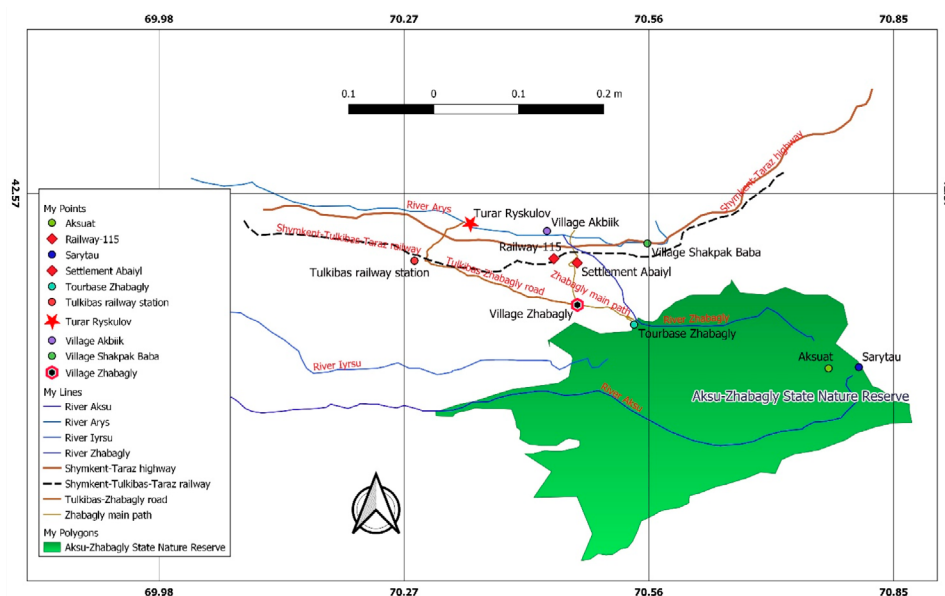 69.98 70.27 70.56 70.85
0.1 0 0.1 0.2 m
42.57
My Points
Aksuat
Railway-115
Sarytau
Settlement Abaiyl
Tourbase Zhabagly
Tulkibas railway station
Turar Ryskulov
Village Akbiik
Village Shakpak Baba
Village Zhabagly
My Lines
River Aksu
River Arys
River Iyrsu
River Zhabagly
Shymkent-Taraz highway
Shymkent-Tulkibas-Taraz railway
Tulkibas-Zhabagly road
Zhabagly main path
My Polygons
Aksu-Zhabagly State Nature Reserve
Shymkent-Taraz highway
River Arys
Turar Ryskulov
Village Akbiik
Shymkent-Tulkibas-Taraz railway
Railway-115
Village Shakpak Baba
Tulkibas railway station
Tulkibas Zhabagly road
Settlement Abaiyl
Zhabagly main path
Village Zhabagly
River Zhabagly
Tourbase Zhabagly
Aksuat
Sarytau
River Iyrsu
River Aksu
Aksu-Zhabagly State Nature Reserve
69.98 70.27 70.56 70.85